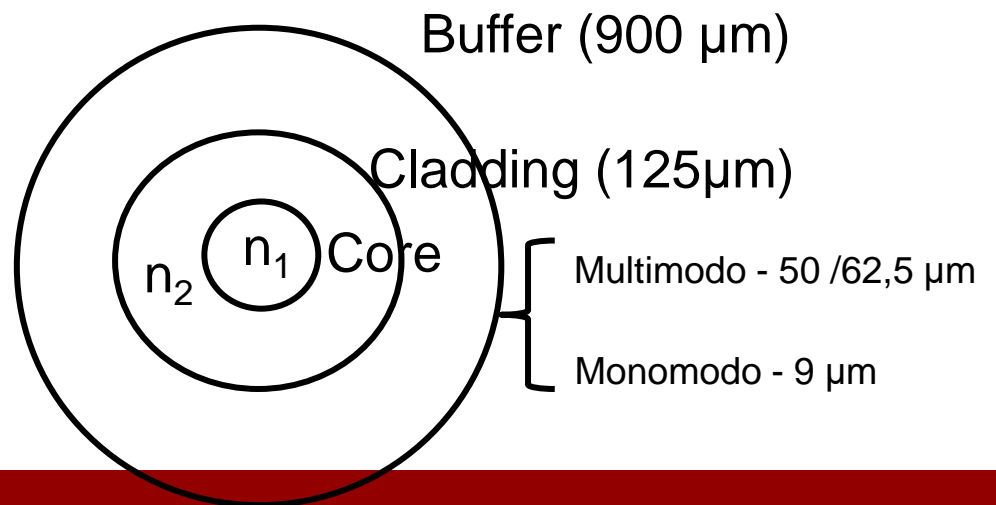 Buffer (900 µm)
Cladding (125µm)
n₁ Core
n₂
Multimodo - 50 /62,5 µm
Monomodo - 9 µm